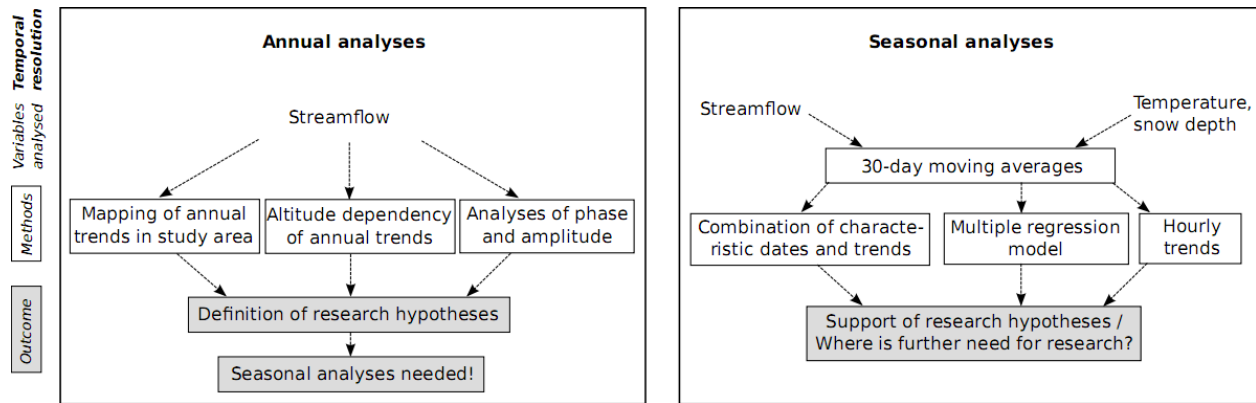 Temporal
resolution
Variables
analysed
Methods
Outcome
Annual analyses
Streamflow
Mapping of annual
trends in study area
Altitude dependency
of annual trends
Analyses of phase
and amplitude
Definition of research hypotheses
Seasonal analyses needed!
Seasonal analyses
Streamflow
Temperature,
snow depth
30-day moving averages
Combination of characte-
ristic dates and trends
Multiple regression
model
Hourly
trends
Support of research hypotheses /
Where is further need for research?